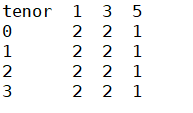 tenor 1 3 5
0 2 2 1
1 2 2 1
2 2 2 1
3 2 2 1